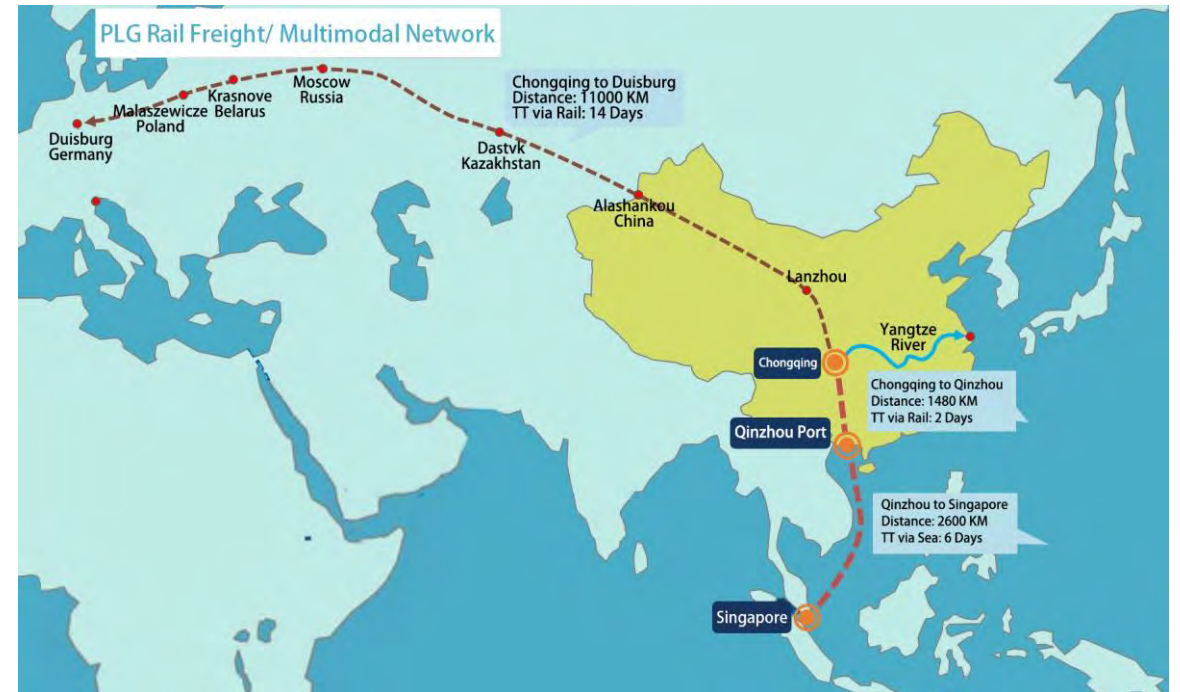 PLG Rail Freight/ Multimodal Network
Moscow
Russia
Krasnove
Belarus
Malaszewicze
Poland
Duisburg
Germany
Chongqing to Duisburg
Distance: 11000 KM
TT via Rail: 14 Days
Dastvk
Kazakhstan
Alashankou
China
Lanzhou
Yangtze
River
Chongqing
Chongqing to Qinzhou
Distance: 1480 KM
TT via Rail: 2 Days
Qinzhou Port
Qinzhou to Singapore
Distance: 2600 KM
TT via Sea: 6 Days
Singapore